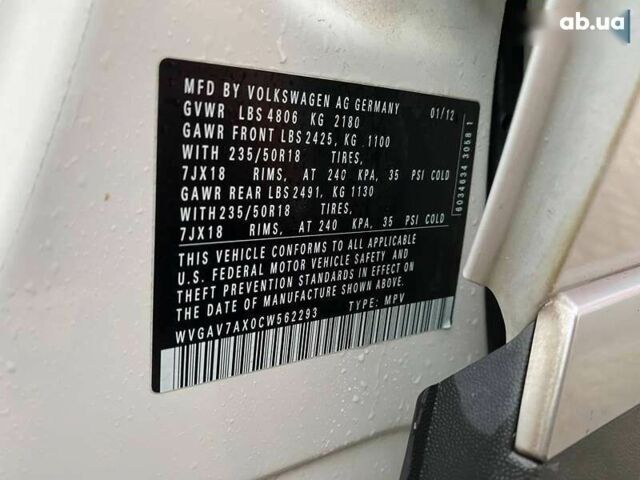 ab.ua
MFD BY VOLKSWAGEN AG GERMANY 01/12
GVWR LBS 4806 KG 2180
GAWR FRONT LBS 2425, KG 1100
WITH 235/50R18 TIRES,
7JX18 RIMS, AT 240 KPA, 35 PSI COLD
GAWR REAR LBS 2491, KG 1130
WITH 235/50R18 TIRES,
7JX18 RIMS, AT 240 KPA, 35 PSI COLD
THIS VEHICLE CONFORMS TO ALL APPLICABLE
U.S. FEDERAL MOTOR VEHICLE SAFETY AND
THEFT PREVENTION STANDARDS IN EFFECT ON
THE DATE OF MANUFACTURE SHOWN ABOVE.
WVGAV7AX0CW562293 TYPE: MPV
6034634 3058 1